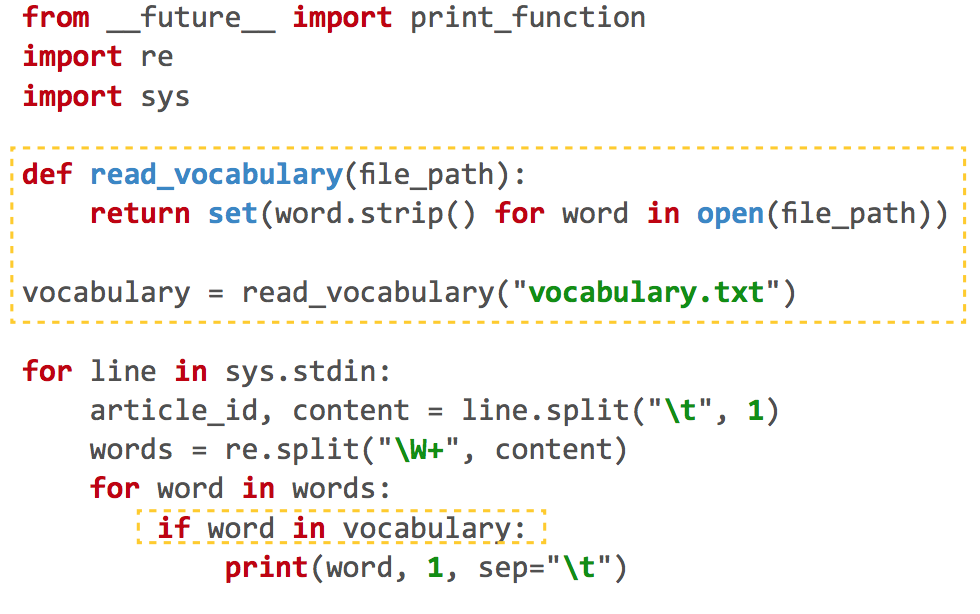 from __future__ import print_function
import re
import sys
def read_vocabulary(file_path):
    return set(word.strip() for word in open(file_path))
vocabulary = read_vocabulary("vocabulary.txt")
for line in sys.stdin:
    article_id, content = line.split("\t", 1)
    words = re.split("\W+", content)
    for word in words:
        if word in vocabulary:
            print(word, 1, sep="\t")